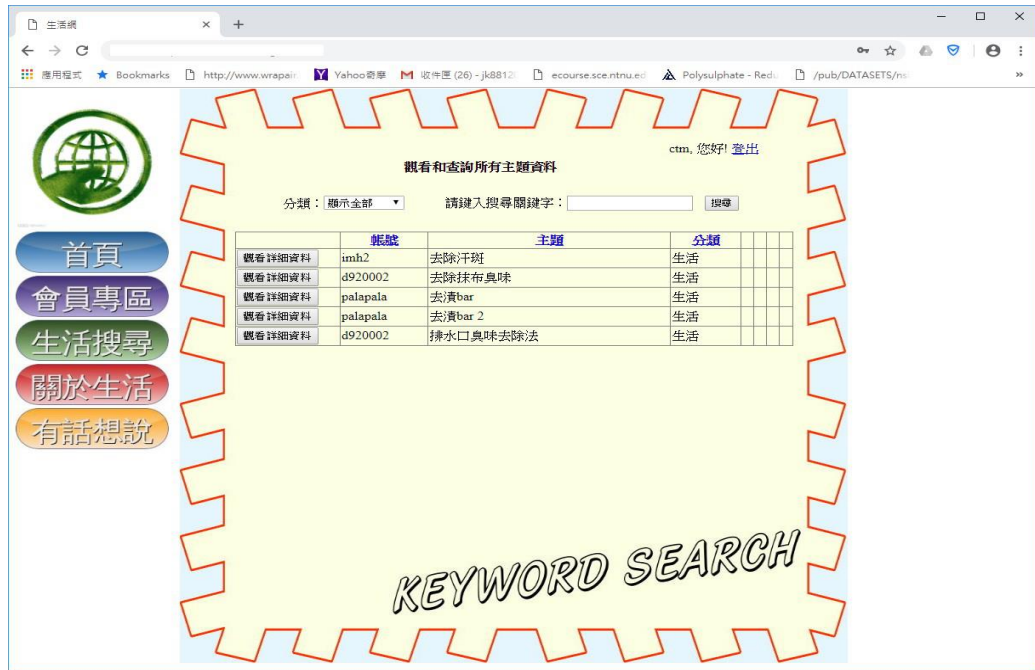 生活網
應用程式 Bookmarks http://www.wrapair Yahoo奇摩 收件匣 (26) - jk8812 ecourse.sce.ntnu.ed Polysulphate - Redu /pub/DATASETS/ns
ctm, 您好! 登出
觀看和查詢所有主題資料
分類： 顯示全部 請鍵入搜尋關鍵字： 搜尋
帳號 主題 分類
觀看詳細資料 imh2 去除汗斑 生活
觀看詳細資料 d920002 去除抹布臭味 生活
觀看詳細資料 palapala 去漬bar 生活
觀看詳細資料 palapala 去漬bar 2 生活
觀看詳細資料 d920002 排水口臭味去除法 生活
首頁
會員專區
生活搜尋
關於生活
有話想說
KEYWORD SEARCH